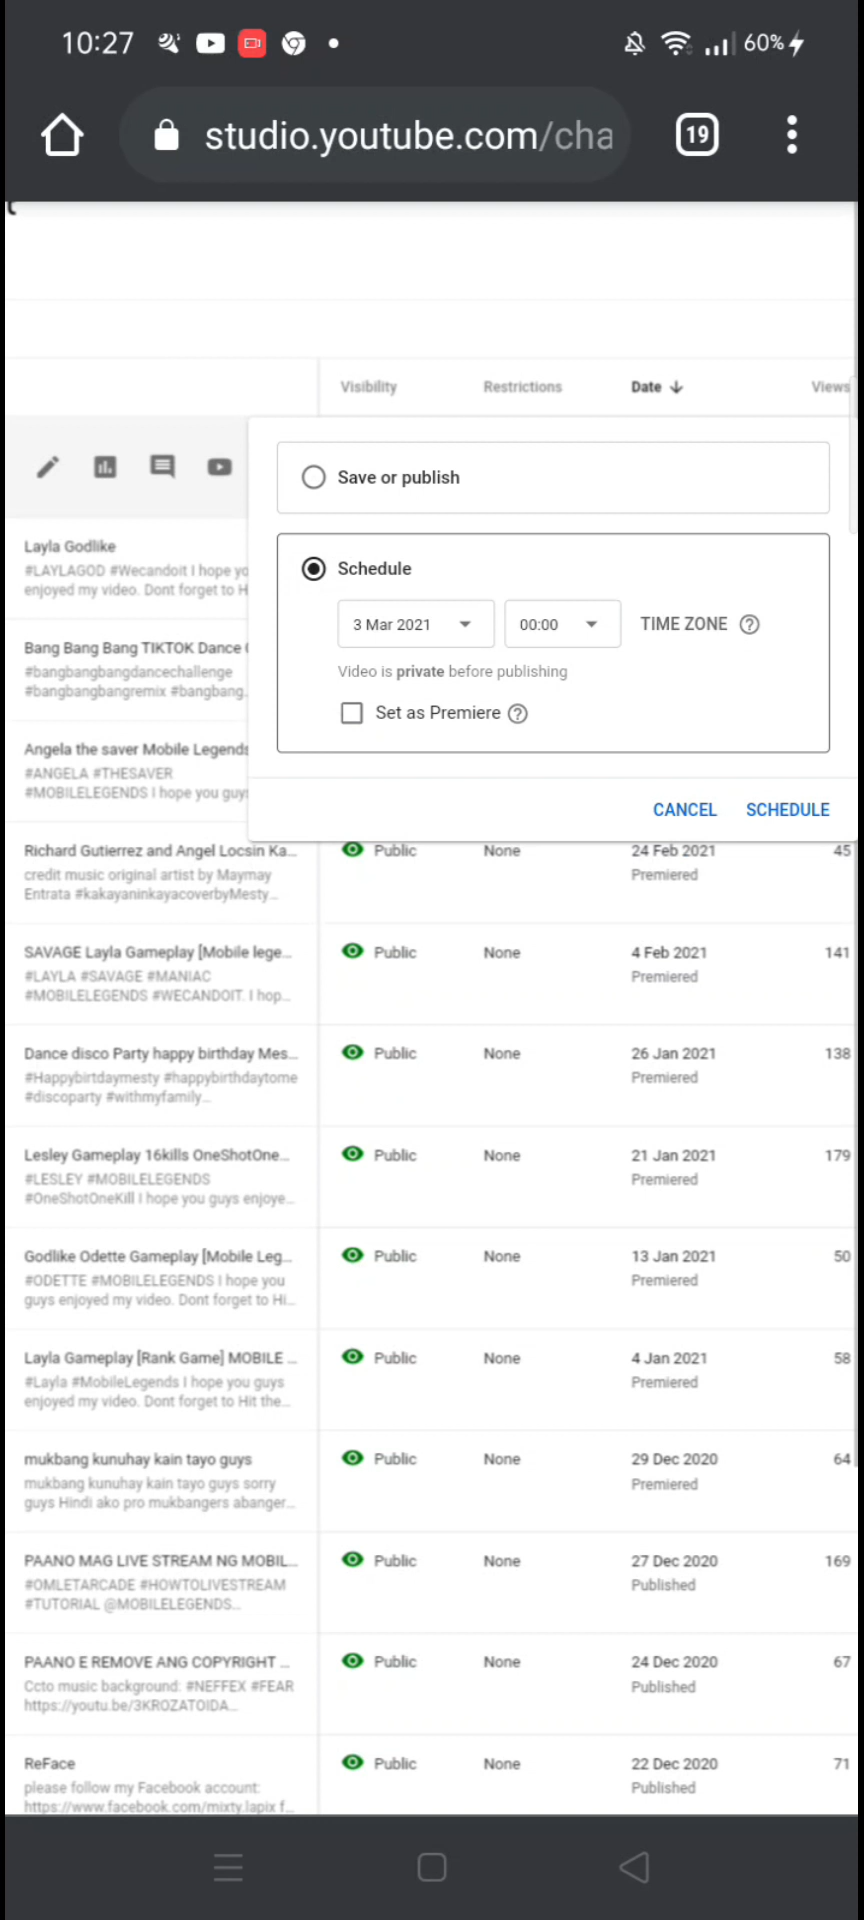 10:27
60%
studio.youtube.com/cha
19
Visibility Restrictions Date Views
Save or publish
Layla Godlike
#LAYLAGOD #Wecandoit I hope yo
enjoyed my video. Dont forget to H
Schedule
3 Mar 2021 00:00 TIME ZONE
Video is private before publishing
Set as Premiere
CANCEL SCHEDULE
Bang Bang Bang TIKTOK Dance
#bangbangbangdancechallenge
#bangbangbangremix #bangbang.
Angela the saver Mobile Legends
#ANGELA #THESAVER
#MOBILELEGENDS I hope you guy
Richard Gutierrez and Angel Locsin Ka... Public None 24 Feb 2021 45
credit music original artist by Maymay Premiered
Entrata #kakayaninkayacoverbyMesty...
SAVAGE Layla Gameplay [Mobile lege... Public None 4 Feb 2021 141
#LAYLA #SAVAGE #MANIAC Premiered
#MOBILELEGENDS #WECANDOIT. I hop...
Dance disco Party happy birthday Mes... Public None 26 Jan 2021 138
#Happybirtdaymesty #happybirthdaytome Premiered
#discoparty #withmyfamily...
Lesley Gameplay 16kills OneShotOne... Public None 21 Jan 2021 179
#LESLEY #MOBILELEGENDS Premiered
#OneShotOneKill I hope you guys enjoye...
Godlike Odette Gameplay [Mobile Leg... Public None 13 Jan 2021 50
#ODETTE #MOBILELEGENDS I hope you Premiered
guys enjoyed my video. Dont forget to Hi...
Layla Gameplay [Rank Game] MOBILE ... Public None 4 Jan 2021 58
#Layla #MobileLegends I hope you guys Premiered
enjoyed my video. Dont forget to Hit the...
mukbang kunuhay kain tayo guys Public None 29 Dec 2020 64
mukbang kunuhay kain tayo guys sorry Premiered
guys Hindi ako pro mukbangers abanger...
PAANO MAG LIVE STREAM NG MOBIL... Public None 27 Dec 2020 169
#OMLETARCADE #HOWTOLIVESTREAM Published
#TUTORIAL @MOBILELEGENDS...
PAANO E REMOVE ANG COPYRIGHT ... Public None 24 Dec 2020 67
Ccto music background: #NEFFEX #FEAR Published
https://youtu.be/3KROZATOIDA...
ReFace Public None 22 Dec 2020 71
please follow my Facebook account: Published
https://www.facebook.com/mixty.lapix f...